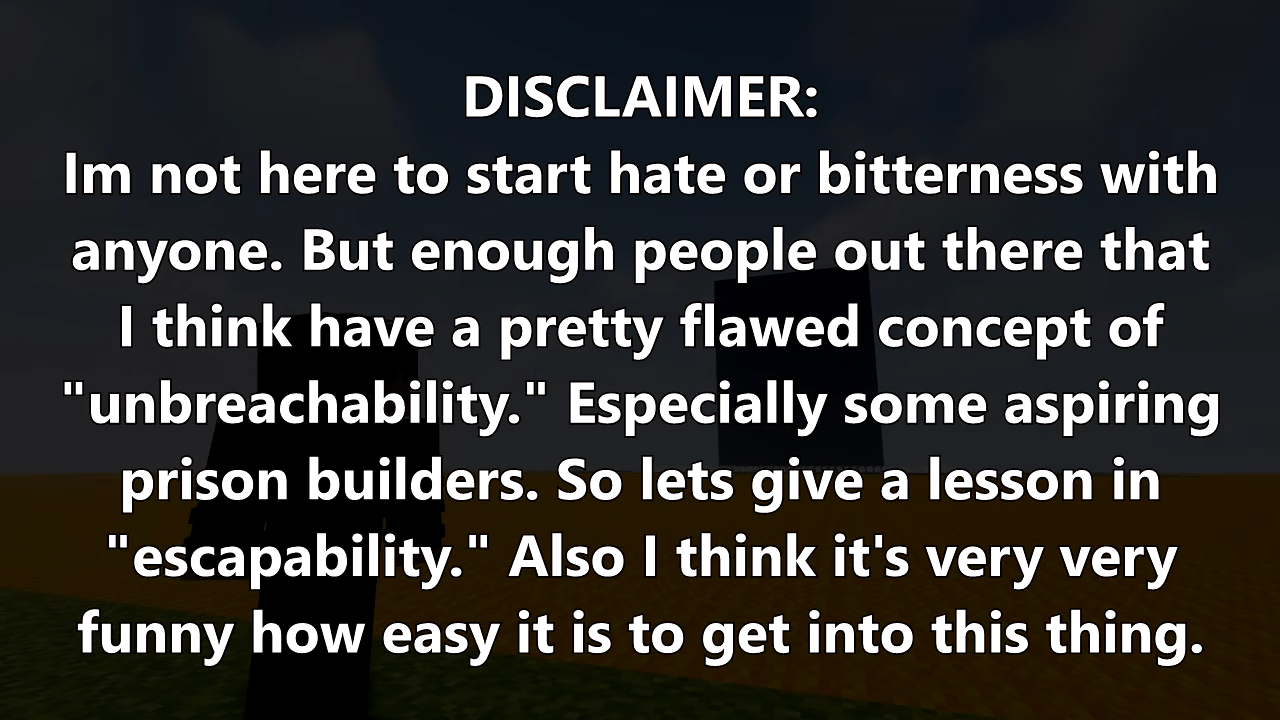 DISCLAIMER:
Im not here to start hate or bitterness with
anyone. But enough people out there that
I think have a pretty flawed concept of
"unbreachability." Especially some aspiring
prison builders. So lets give a lesson in
"escapability." Also I think it's very very
funny how easy it is to get into this thing.